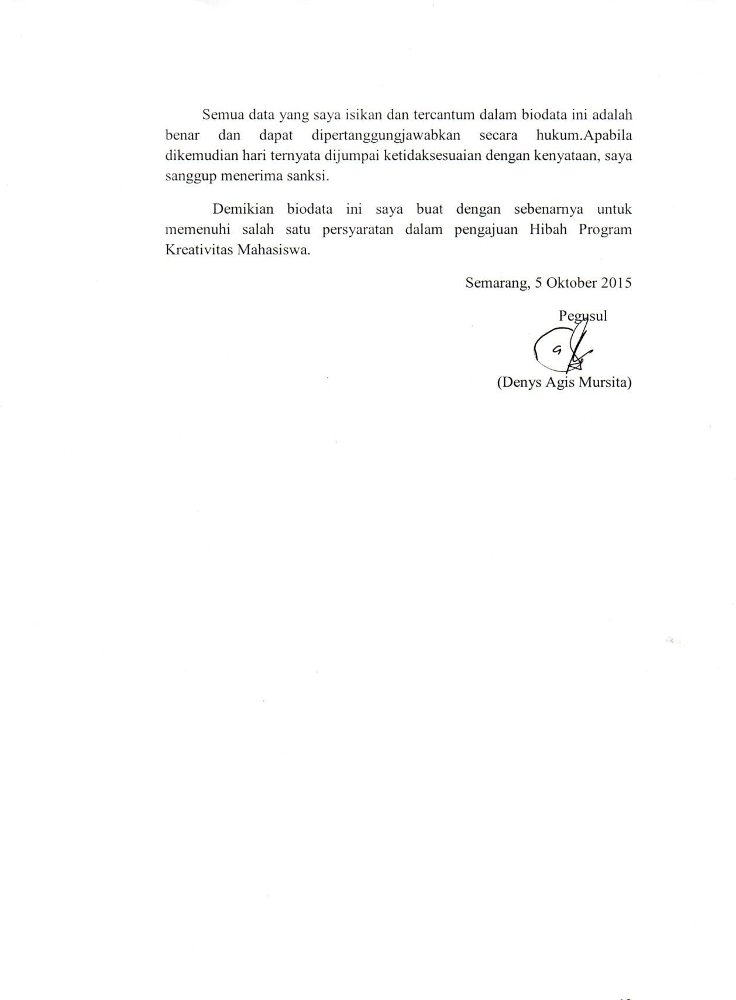 Semua data yang saya isikan dan tercantum dalam biodata ini adalah
benar dan dapat dipertanggungjawabkan secara hukum.Apabila
dikemudian hari ternyata dijumpai ketidaksesuaian dengan kenyataan, saya
sanggup menerima sanksi.
Demikian biodata ini saya buat dengan sebenarnya untuk
memenuhi salah satu persyaratan dalam pengajuan Hibah Program
Kreativitas Mahasiswa.
Semarang, 5 Oktober 2015
Pegusul
(Denys Agis Mursita)